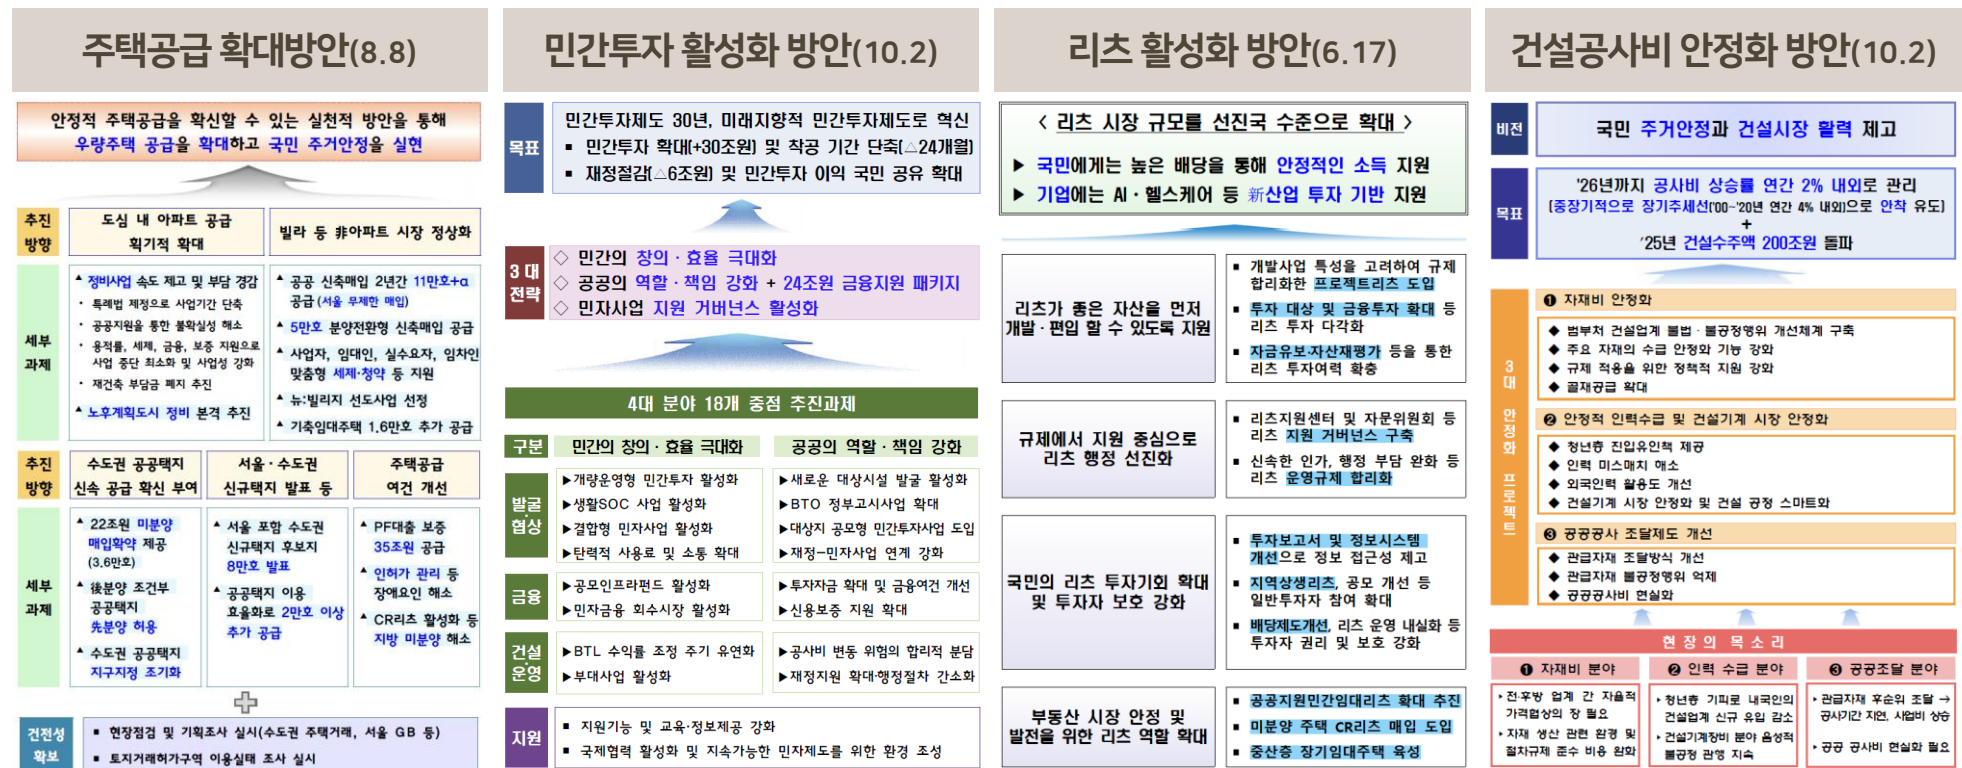 주택공급 확대방안(8.8)
안정적 주택공급을 확신할 수 있는 실천적 방안을 통해
우량주택 공급을 확대하고 국민 주거안정을 실현
추진
방향
도심 내 아파트 공급
획기적 확대
빌라 등 非아파트 시장 정상화
세부
과제
▲ 정비사업 속도 제고 및 부담 경감
· 특례법 제정으로 사업기간 단축
· 공공지원을 통한 불확실성 해소
· 용적률, 세제, 금융, 보증 지원으로
사업 중단 최소화 및 사업성 강화
· 재건축 부담금 폐지 추진
▲ 노후계획도시 정비 본격 추진
▲ 공공 신축매입 2년간 11만호+α
공급(서울 무제한 매입)
▲ 5만호 분양전환형 신축매입 공급
▲ 사업자, 임대인, 실수요자, 임차인
맞춤형 세제·청약 등 지원
▲ 뉴:빌리지 선도사업 선정
▲ 기축임대주택 1.6만호 추가 공급
추진
방향
수도권 공공택지
신속 공급 확신 부여
서울·수도권
신규택지 발표 등
주택공급
여건 개선
세부
과제
▲ 22조원 미분양
매입확약 제공
(3.6만호)
▲ 後분양 조건부
공공택지
先분양 허용
▲ 수도권 공공택지
지구지정 조기화
▲ 서울 포함 수도권
신규택지 후보지
8만호 발표
▲ 공공택지 이용
효율화로 2만호 이상
추가 공급
▲ PF대출 보증
35조원 공급
▲ 인허가 관리 등
장애요인 해소
▲ CR리츠 활성화 등
지방 미분양 해소
건전성
확보
▪ 현장점검 및 기획조사 실시(수도권 주택거래, 서울 GB 등)
▪ 토지거래허가구역 이용실태 조사 실시
민간투자 활성화 방안(10.2)
목표
민간투자제도 30년, 미래지향적 민간투자제도로 혁신
▪ 민간투자 확대(+30조원) 및 착공 기간 단축(△24개월)
▪ 재정절감(△6조원) 및 민간투자 이익 국민 공유 확대
3대
전략
◇ 민간의 창의·효율 극대화
◇ 공공의 역할·책임 강화 + 24조원 금융지원 패키지
◇ 민자사업 지원 거버넌스 활성화
4대 분야 18개 중점 추진과제
구분
민간의 창의·효율 극대화
공공의 역할·책임 강화
발굴
·
협상
▶개량운영형 민간투자 활성화
▶생활SOC 사업 활성화
▶결합형 민자사업 활성화
▶탄력적 사용료 및 소통 확대
▶새로운 대상시설 발굴 활성화
▶BTO 정부고시사업 확대
▶대상지 공모형 민간투자사업 도입
▶재정-민자사업 연계 강화
금융
▶공모인프라펀드 활성화
▶민자금융 회수시장 활성화
▶투자자금 확대 및 금융여건 개선
▶신용보증 지원 확대
건설
·
운영
▶BTL 수익률 조정 주기 유연화
▶부대사업 활성화
▶공사비 변동 위험의 합리적 분담
▶재정지원 확대·행정절차 간소화
지원
▪ 지원기능 및 교육·정보제공 강화
▪ 국제협력 활성화 및 지속가능한 민자제도를 위한 환경 조성
리츠 활성화 방안(6.17)
< 리츠 시장 규모를 선진국 수준으로 확대 >
▶ 국민에게는 높은 배당을 통해 안정적인 소득 지원
▶ 기업에는 AI·헬스케어 등 新산업 투자 기반 지원
리츠가 좋은 자산을 먼저
개발·편입 할 수 있도록 지원
▪ 개발사업 특성을 고려하여 규제
합리화한 프로젝트리츠 도입
▪ 투자 대상 및 금융투자 확대 등
리츠 투자 다각화
▪ 자금유보·자산재평가 등을 통한
리츠 투자여력 확충
규제에서 지원 중심으로
리츠 행정 선진화
▪ 리츠지원센터 및 자문위원회 등
리츠 지원 거버넌스 구축
▪ 신속한 인가, 행정 부담 완화 등
리츠 운영규제 합리화
국민의 리츠 투자기회 확대
및 투자자 보호 강화
▪ 투자보고서 및 정보시스템
개선으로 정보 접근성 제고
▪ 지역상생리츠, 공모 개선 등
일반투자자 참여 확대
▪ 배당제도개선, 리츠 운영 내실화 등
투자자 권리 및 보호 강화
부동산 시장 안정 및
발전을 위한 리츠 역할 확대
▪ 공공지원민간임대리츠 확대 추진
▪ 미분양 주택 CR리츠 매입 도입
▪ 중산층 장기임대주택 육성
건설공사비 안정화 방안(10.2)
비전
국민 주거안정과 건설시장 활력 제고
목표
'26년까지 공사비 상승률 연간 2% 내외로 관리
(중장기적으로 장기추세선('00~'20년 연간 4% 내외)으로 안착 유도)
+
'25년 건설수주액 200조원 돌파
3대 안정화 프로젝트
❶ 자재비 안정화
◆ 범부처 건설업계 불법·불공정행위 개선체계 구축
◆ 주요 자재의 수급 안정화 기능 강화
◆ 규제 적응을 위한 정책적 지원 강화
◆ 골재공급 확대
❷ 안정적 인력수급 및 건설기계 시장 안정화
◆ 청년층 진입유인책 제공
◆ 인력 미스매치 해소
◆ 외국인력 활용도 개선
◆ 건설기계 시장 안정화 및 건설 공정 스마트화
❸ 공공공사 조달제도 개선
◆ 관급자재 조달방식 개선
◆ 관급자재 불공정행위 억제
◆ 공공공사비 현실화
현장의 목소리
❶ 자재비 분야
❷ 인력 수급 분야
❸ 공공조달 분야
‣ 전·후방 업계 간 자율적
가격협상의 장 필요
‣ 자재 생산 관련 환경 및
절차규제 준수 비용 완화
‣ 청년층 기피로 내국인의
건설업계 신규 유입 감소
‣ 건설기계장비 분야 음성적
불공정 관행 지속
‣ 관급자재 후순위 조달 →
공사기간 지연, 사업비 상승
‣ 공공 공사비 현실화 필요